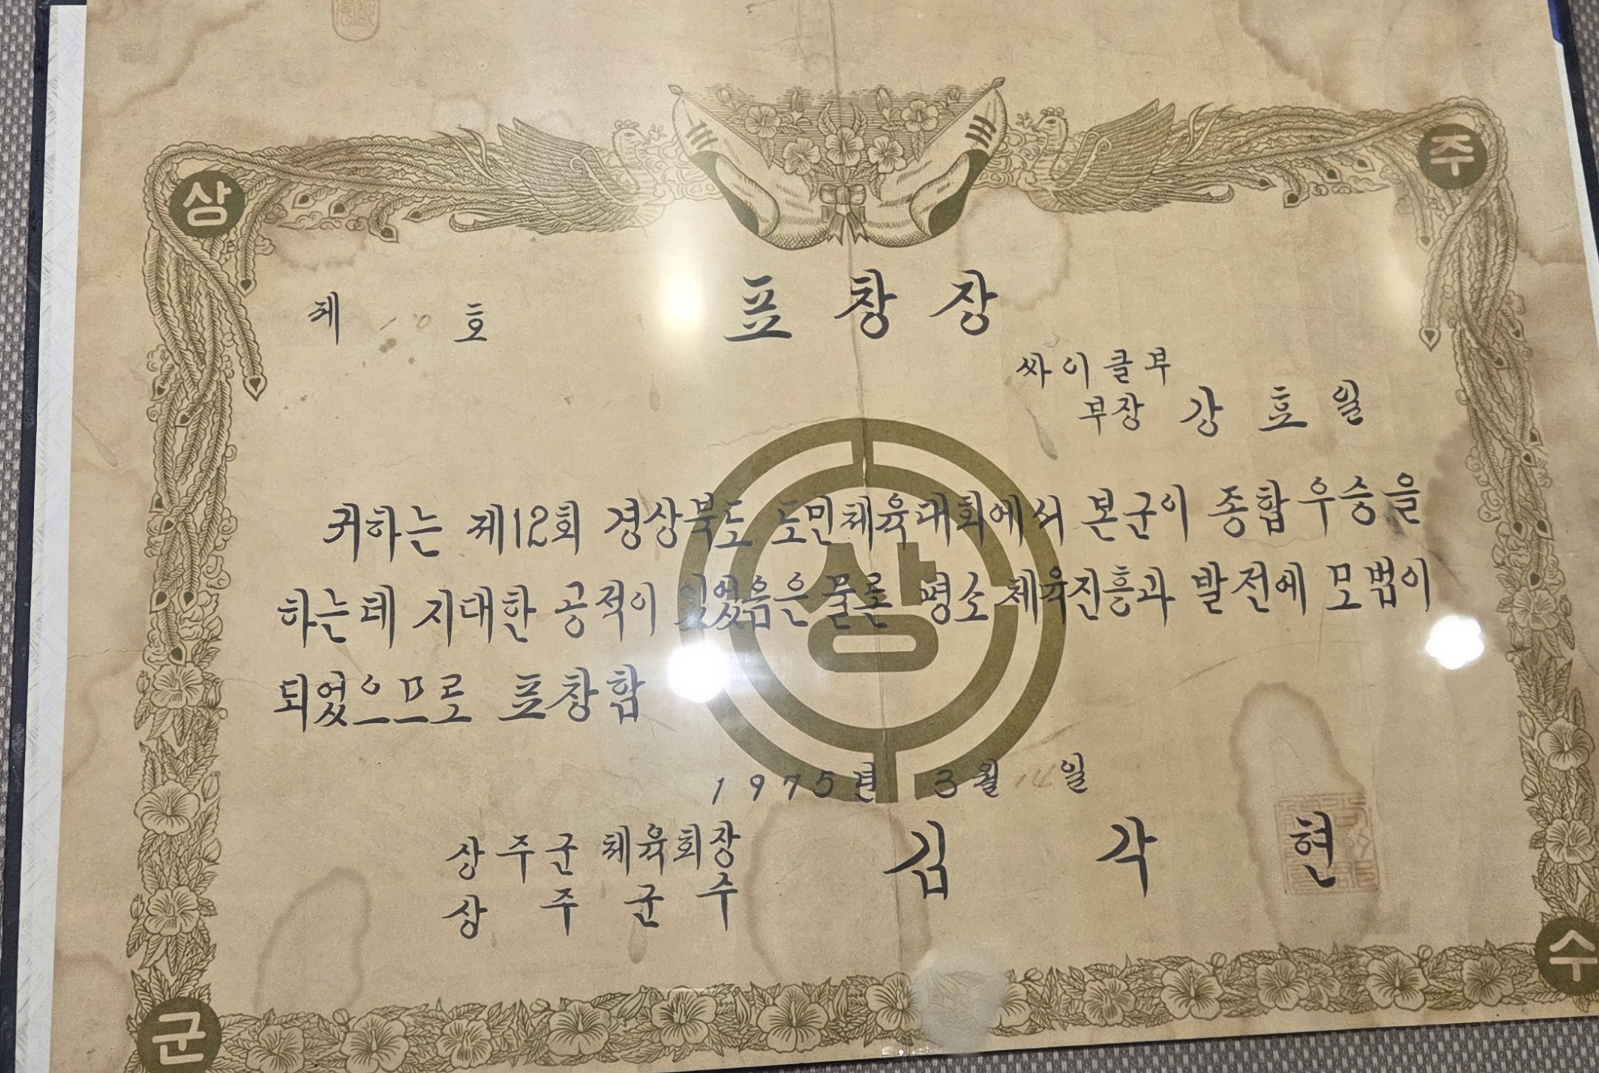 상 주
표 창 장
제 10 호
싸이클부
부장 강 효 일
귀하는 제12회 경상북도 도민체육대회에서 본군이 종합우승을
하는데 지대한 공적이 있었음은 물론 평소 체육진흥과 발전에 모범이
되었으므로 표창함
상
1975년 3월 14일
상주군 체육회장
상 주 군 수
김 각 현
군 수